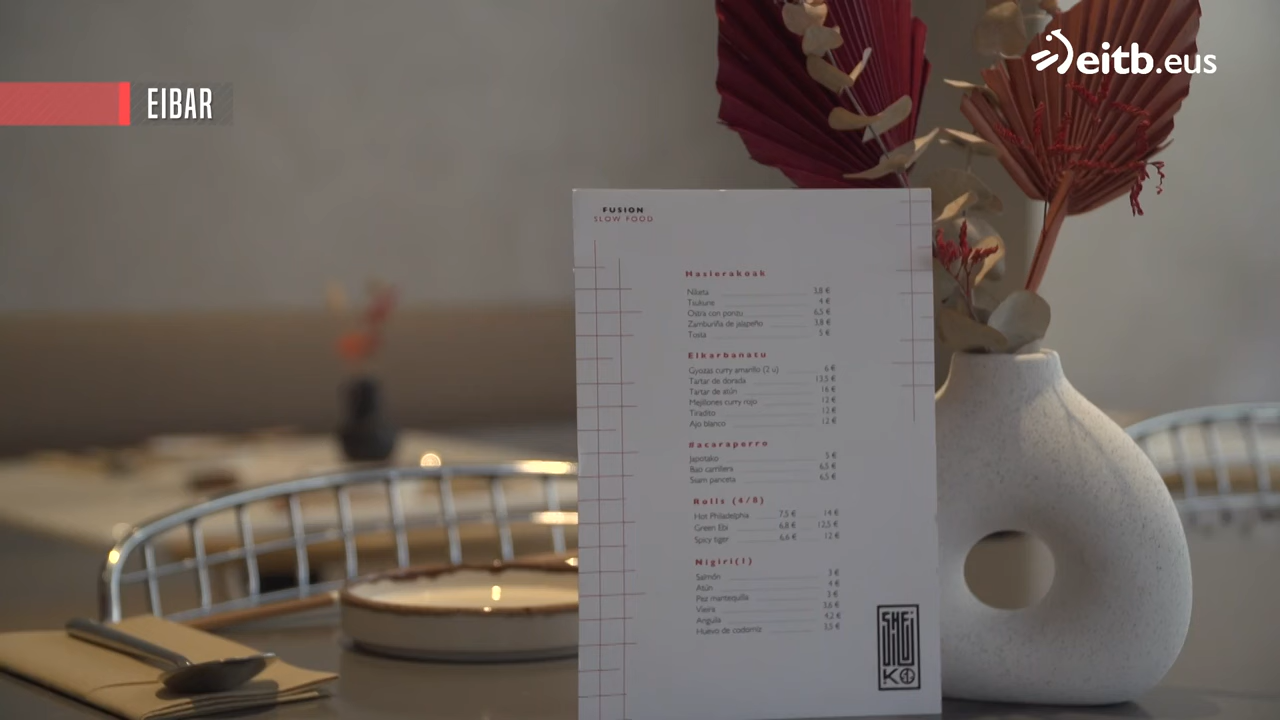 eitb.eus
EIBAR
FUSION
SLOW FOOD
Hasierakoak
Niketa 3,8 €
Tsukune 4 €
Ostra con ponzu 6,5 €
Zamburiña de jalapeño 3,8 €
Tosta 5 €
Elkarbanatu
Gyozas curry amarillo (2 u) 6 €
Tartar de dorada 13,5 €
Tartar de atún 16 €
Mejillones curry rojo 12 €
Tiradito 12 €
Ajo blanco 12 €
#acaraperro
Japotako 5 €
Bao carrillera 6,5 €
Ssam panceta 6,5 €
Rolls (4/8)
Hot Philadelphia 7,5 € 14 €
Green Ebi 6,8 € 12,5 €
Spicy tiger 6,6 € 12 €
Nigiri(1)
Salmón 3 €
Atún 4 €
Pez mantequilla 3 €
Vieira 3,6 €
Anguila 4,2 €
Huevo de codorniz 3,5 €
SHEI
KO